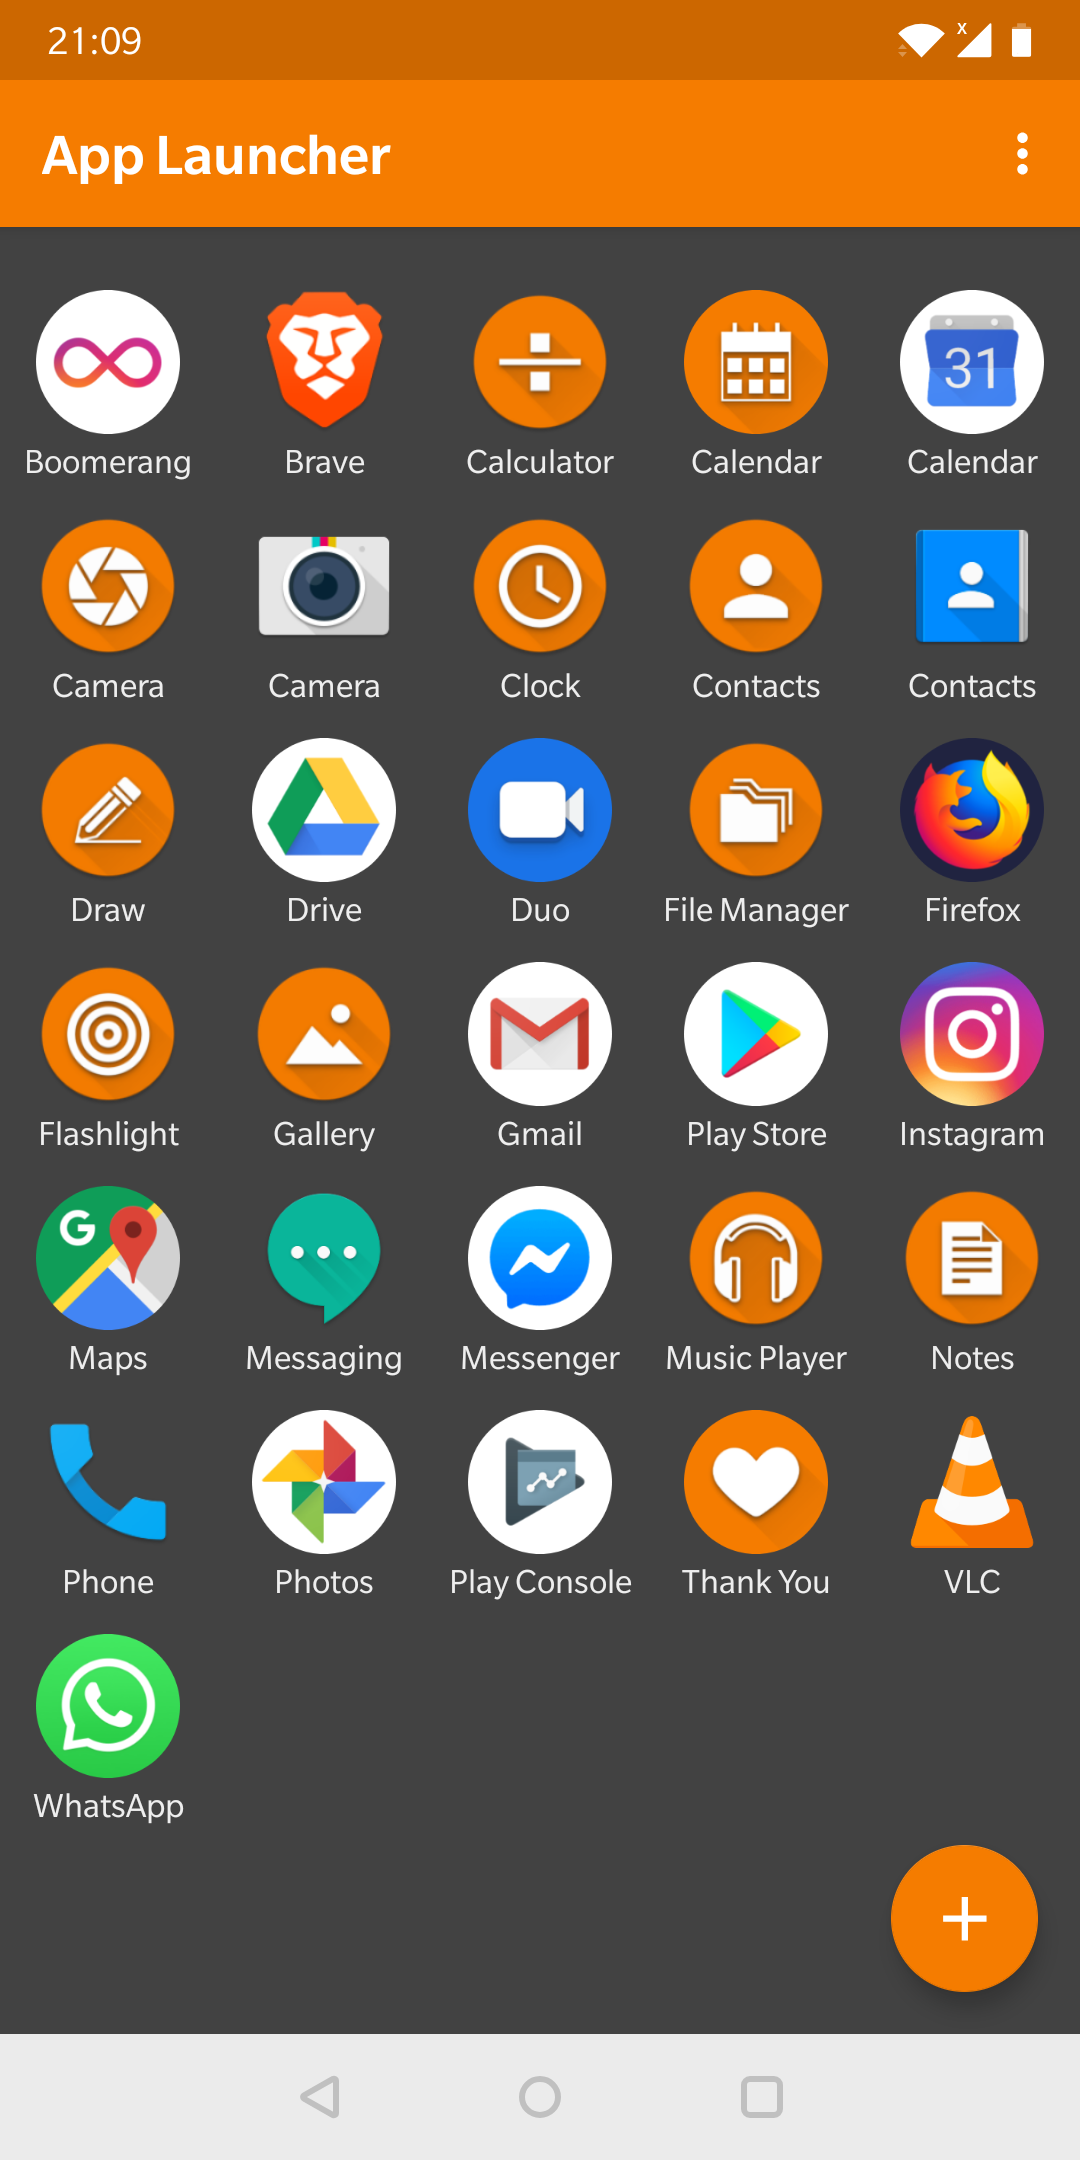 21:09
App Launcher
31
Boomerang Brave Calculator Calendar Calendar
Camera Camera Clock Contacts Contacts
Draw Drive Duo File Manager Firefox
Flashlight Gallery Gmail Play Store Instagram
G
Maps Messaging Messenger Music Player Notes
Phone Photos Play Console Thank You VLC
WhatsApp